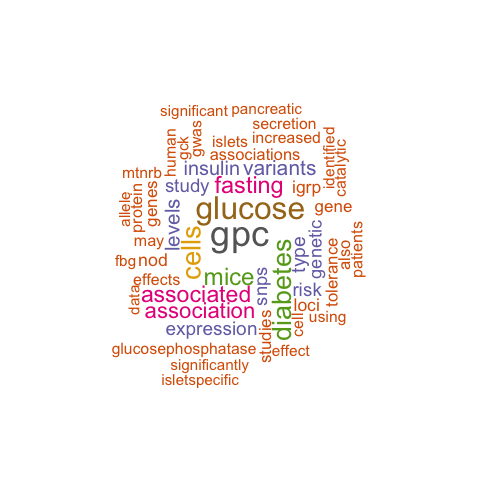 significant pancreatic
secretion
human gck gwas islets increased
associations
identified catalytic
mtnrb insulin variants
allele protein genes study fasting igrp
levels glucose gene
gpc
may cells type genetic tolerance also patients
fbg nod mice diabetes
effects snps risk
data associated loci
association cell using
expression
studies
glucosephosphatase effect
significantly
isletspecific